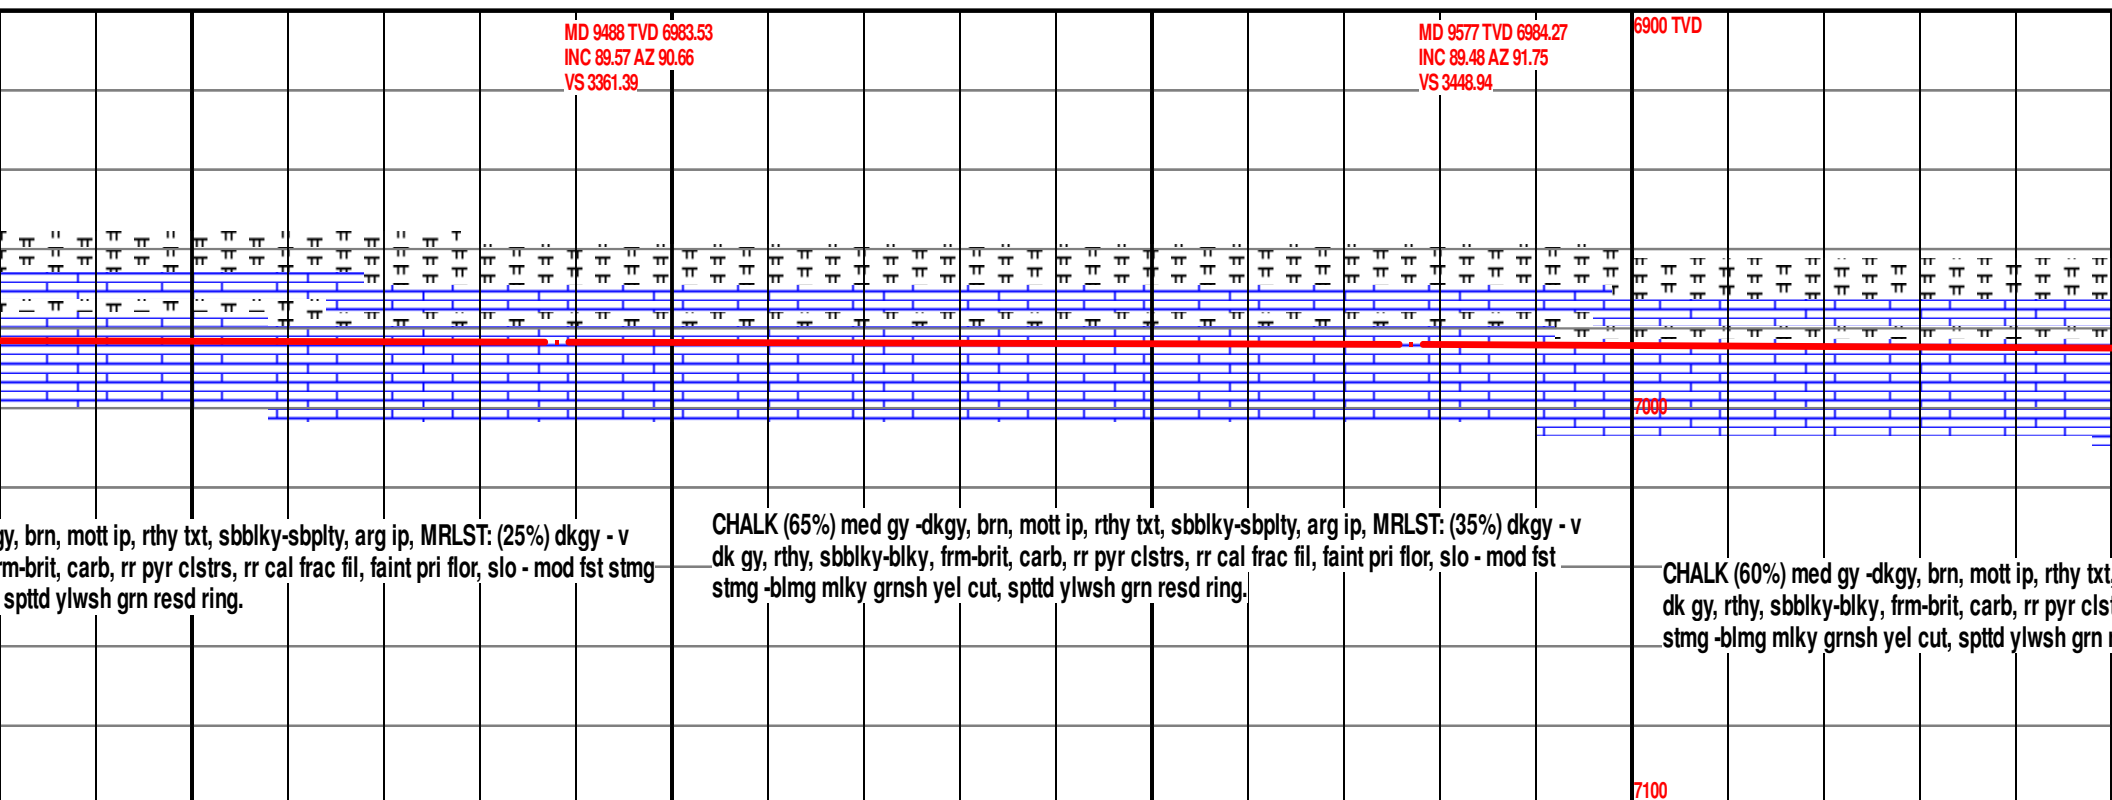 MD 9488 TVD 6983.53
INC 89.57 AZ 90.66
VS 3361.39
MD 9577 TVD 6984.27
INC 89.48 AZ 91.75
VS 3448.94
6900 TVD
7000
gy, brn, mott ip, rthy txt, sbblky-sbplty, arg ip, MRLST: (25%) dkgy - v
rm-brit, carb, rr pyr clstrs, rr cal frac fil, faint pri flor, slo - mod fst stmg
spttd ylwsh grn resd ring.
CHALK (65%) med gy -dkgy, brn, mott ip, rthy txt, sbblky-sbplty, arg ip, MRLST: (35%) dkgy - v
dk gy, rthy, sbblky-blky, frm-brit, carb, rr pyr clstrs, rr cal frac fil, faint pri flor, slo - mod fst
stmg -blmg mlky grnsh yel cut, spttd ylwsh grn resd ring.
CHALK (60%) med gy -dkgy, brn, mott ip, rthy txt,
dk gy, rthy, sbblky-blky, frm-brit, carb, rr pyr cls
stmg -blmg mlky grnsh yel cut, spttd ylwsh grn
7100